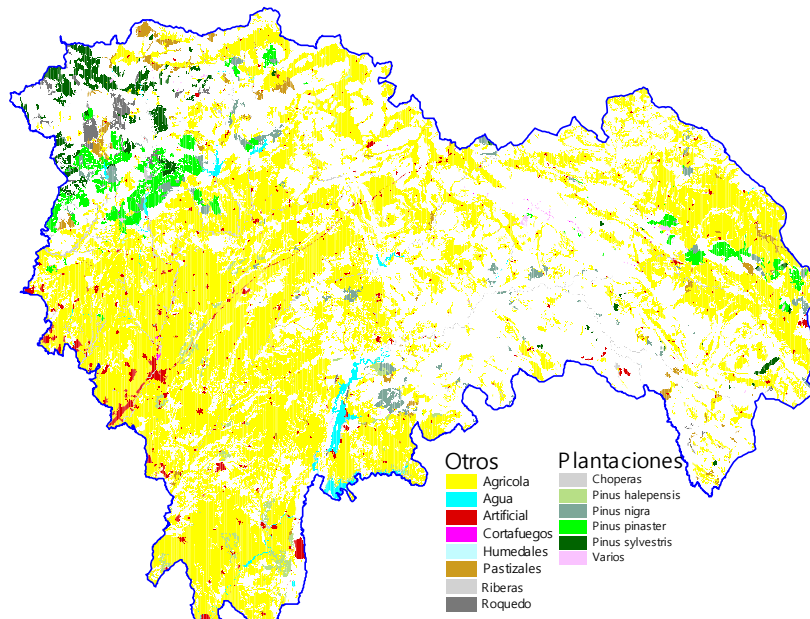 Otros
Agricola
Agua
Artificial
Cortafuegos
Humedales
Pastizales
Riberas
Roquedo
Plantaciones
Choperas
Pinus halepensis
Pinus nigra
Pinus pinaster
Pinus sylvestris
Varios